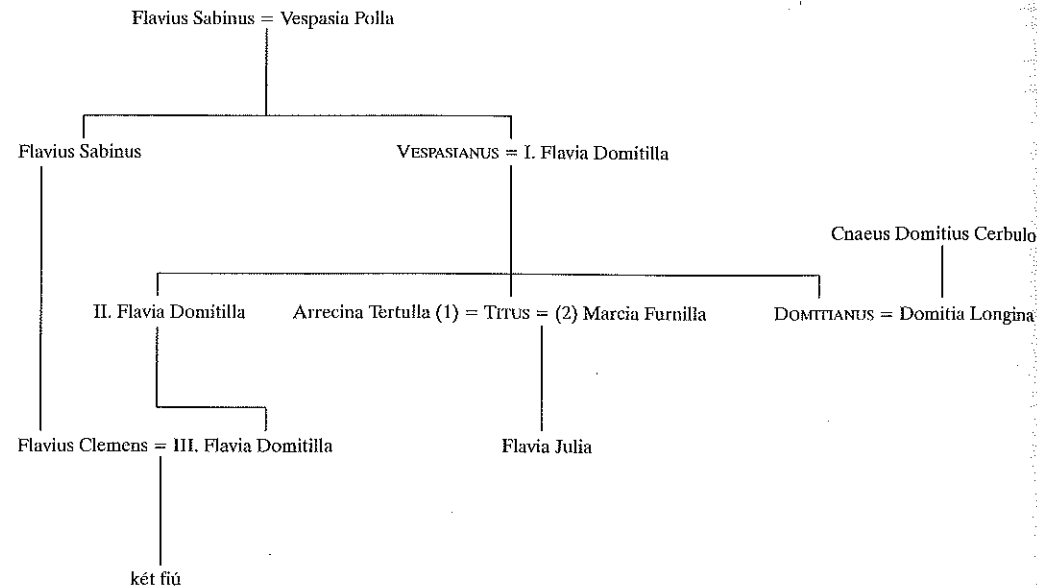 Flavius Sabinus = Vespasia Polla
Flavius Sabinus
VESPASIANUS = I. Flavia Domitilla
Cnaeus Domitius Cerbulo
II. Flavia Domitilla
Arrecina Tertulla (1) = TITUS = (2) Marcia Furnilla
DOMITIANUS = Domitia Longina
Flavius Clemens = III. Flavia Domitilla
Flavia Julia
két fiú